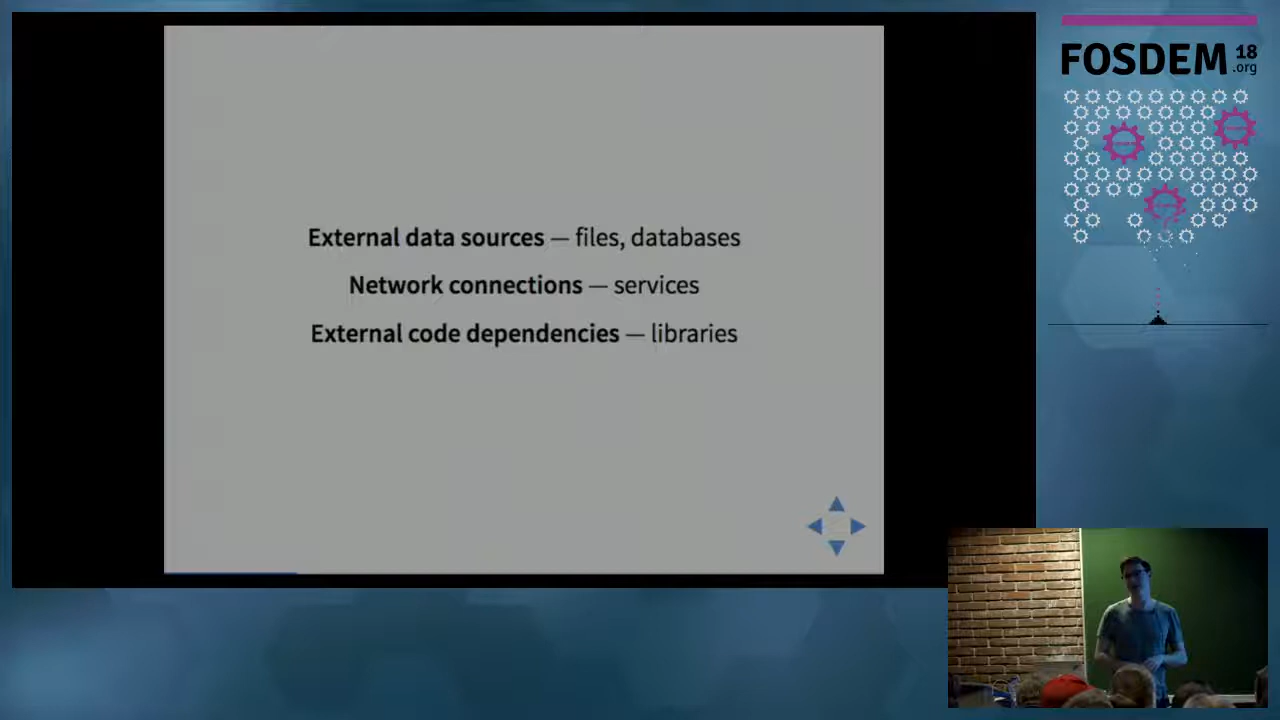 External data sources — files, databases
Network connections — services
External code dependencies — libraries
FOSDEM 18
.org